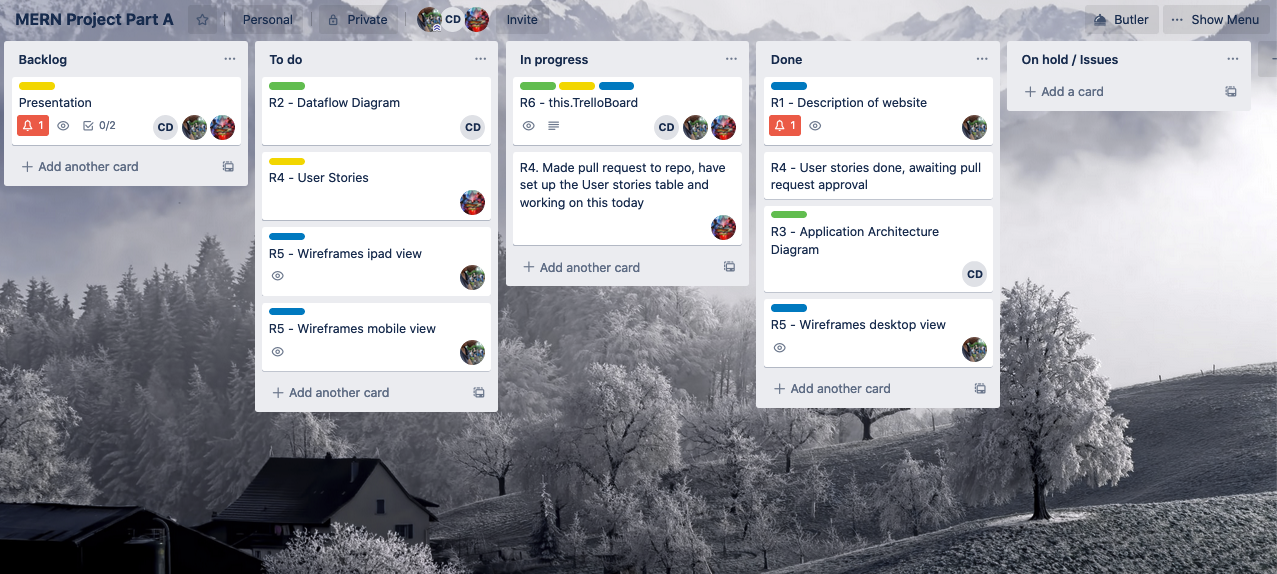 MERN Project Part A
Personal
Private
CD
Invite
Butler
Show Menu
Backlog
Presentation
1
0/2
CD
Add another card
To do
R2 - Dataflow Diagram
CD
R4 - User Stories
R5 - Wireframes ipad view
R5 - Wireframes mobile view
Add another card
In progress
R6 - this.TrelloBoard
CD
R4. Made pull request to repo, have
set up the User stories table and
working on this today
Add another card
Done
R1 - Description of website
1
R4 - User stories done, awaiting pull
request approval
R3 - Application Architecture
Diagram
CD
R5 - Wireframes desktop view
Add another card
On hold / Issues
Add a card